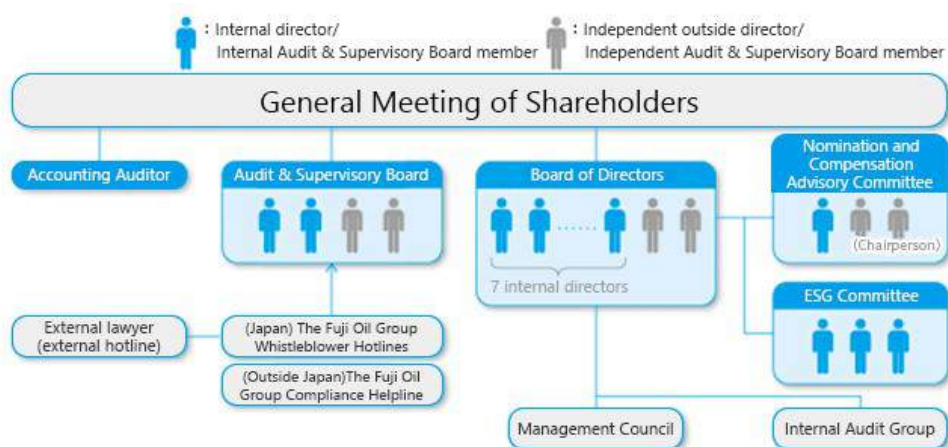 : Internal director/
Internal Audit & Supervisory Board member
: Independent outside director/
Independent Audit & Supervisory Board member
General Meeting of Shareholders
Accounting Auditor
Audit & Supervisory Board
Board of Directors
Nomination and
Compensation
Advisory Committee
(Chairperson)
7 internal directors
ESG Committee
External lawyer
(external hotline)
(Japan) The Fuji Oil Group
Whistleblower Hotlines
(Outside Japan)The Fuji Oil
Group Compliance Helpline
Management Council
Internal Audit Group